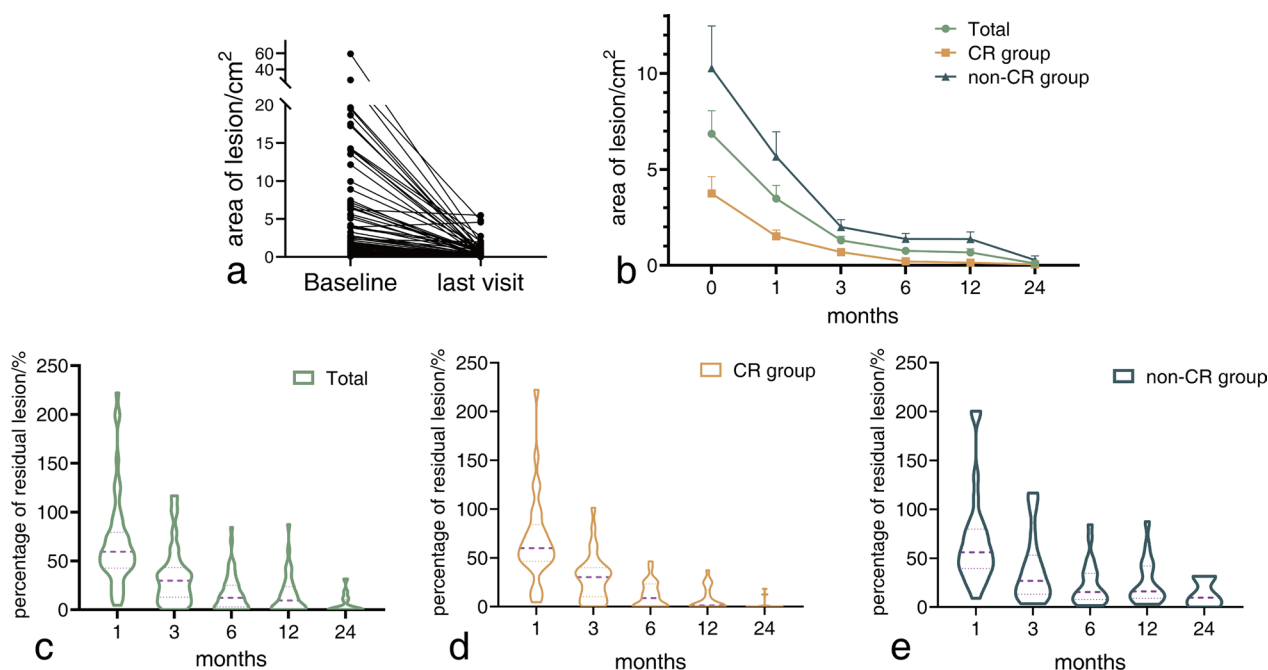 area of lesion/cm²
60
40
20
15
10
5
0
Baseline
last visit
a
area of lesion/cm²
10
5
0
0
1
3
6
12
24
months
Total
CR group
non-CR group
b
percentage of residual lesion/%
250
200
150
100
50
0
1
3
6
12
24
months
Total
c
percentage of residual lesion/%
250
200
150
100
50
0
1
3
6
12
24
months
CR group
d
percentage of residual lesion/%
250
200
150
100
50
0
1
3
6
12
24
months
non-CR group
e